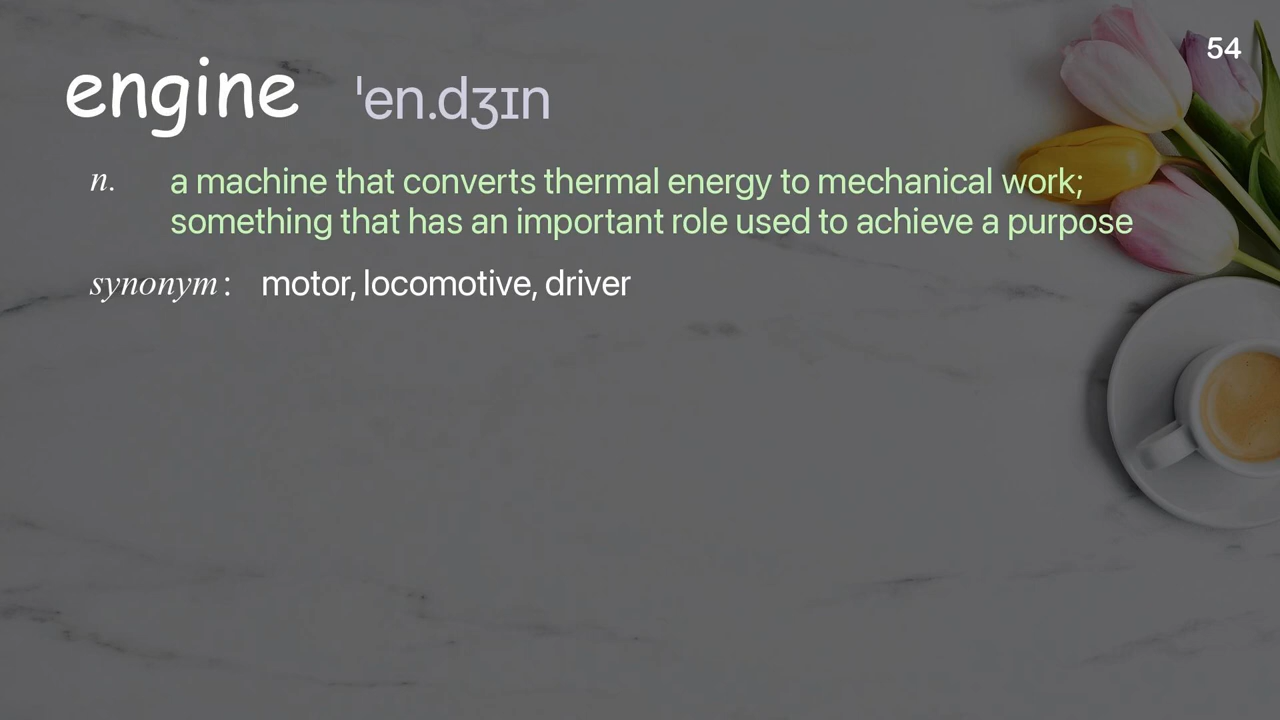 54
engine ˈen.dʒɪn
n. a machine that converts thermal energy to mechanical work;
something that has an important role used to achieve a purpose
synonym: motor, locomotive, driver